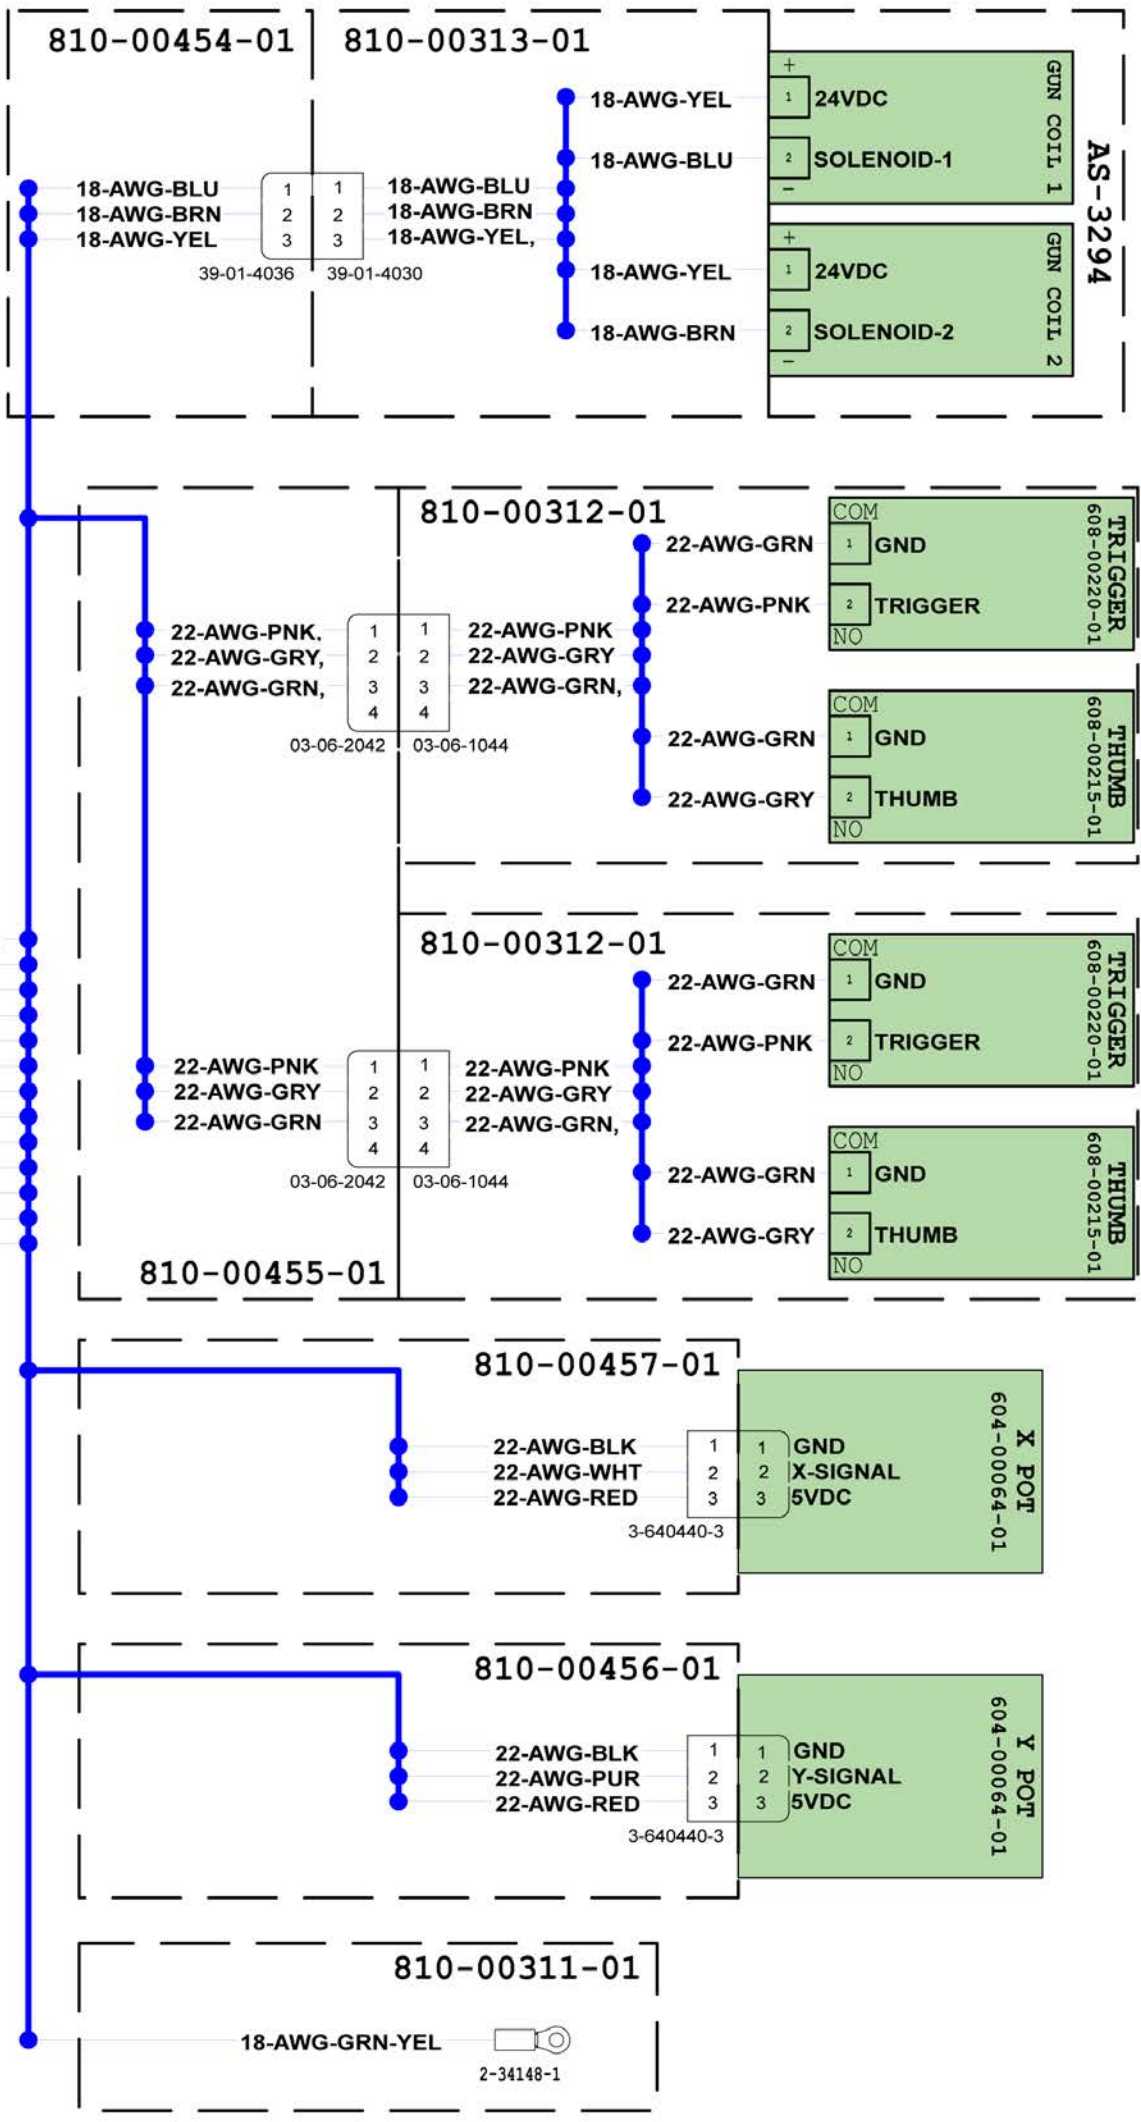 810-00454-01
810-00313-01
18-AWG-YEL
+
1
24VDC
18-AWG-BLU
2
SOLENOID-1
-
GUN COIL 1
AS-3294
18-AWG-BLU
1
1
18-AWG-BLU
18-AWG-BRN
2
2
18-AWG-BRN
18-AWG-YEL
3
3
18-AWG-YEL,
39-01-4036
39-01-4030
+
18-AWG-YEL
1
24VDC
18-AWG-BRN
2
SOLENOID-2
-
GUN COIL 2
810-00312-01
COM
22-AWG-GRN
1
GND
22-AWG-PNK
2
TRIGGER
NO
TRIGGER
608-00220-01
22-AWG-PNK,
1
1
22-AWG-PNK
22-AWG-GRY,
2
2
22-AWG-GRY
22-AWG-GRN,
3
3
22-AWG-GRN,
4
4
03-06-2042
03-06-1044
COM
22-AWG-GRN
1
GND
22-AWG-GRY
2
THUMB
NO
THUMB
608-00215-01
810-00312-01
COM
22-AWG-GRN
1
GND
22-AWG-PNK
2
TRIGGER
NO
TRIGGER
608-00220-01
22-AWG-PNK
1
1
22-AWG-PNK
22-AWG-GRY
2
2
22-AWG-GRY
22-AWG-GRN
3
3
22-AWG-GRN,
4
4
03-06-2042
03-06-1044
COM
22-AWG-GRN
1
GND
22-AWG-GRY
2
THUMB
NO
THUMB
608-00215-01
810-00455-01
810-00457-01
22-AWG-BLK
1
1
GND
22-AWG-WHT
2
2
X-SIGNAL
22-AWG-RED
3
3
5VDC
3-640440-3
X POT
604-00064-01
810-00456-01
22-AWG-BLK
1
1
GND
22-AWG-PUR
2
2
Y-SIGNAL
22-AWG-RED
3
3
5VDC
3-640440-3
Y POT
604-00064-01
810-00311-01
18-AWG-GRN-YEL
2-34148-1